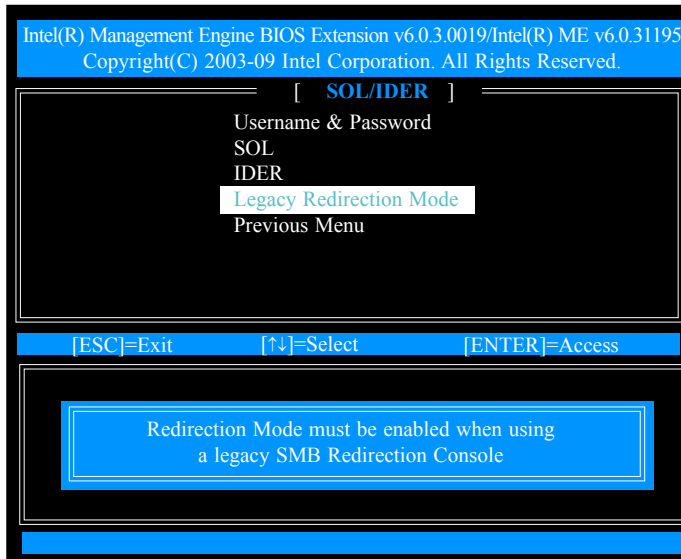 Intel(R) Management Engine BIOS Extension v6.0.3.0019/Intel(R) ME v6.0.31195
Copyright(C) 2003-09 Intel Corporation. All Rights Reserved.
[ SOL/IDER ]
Username & Password
SOL
IDER
Legacy Redirection Mode
Previous Menu
[ESC]=Exit [↑↓]=Select [ENTER]=Access
Redirection Mode must be enabled when using
a legacy SMB Redirection Console